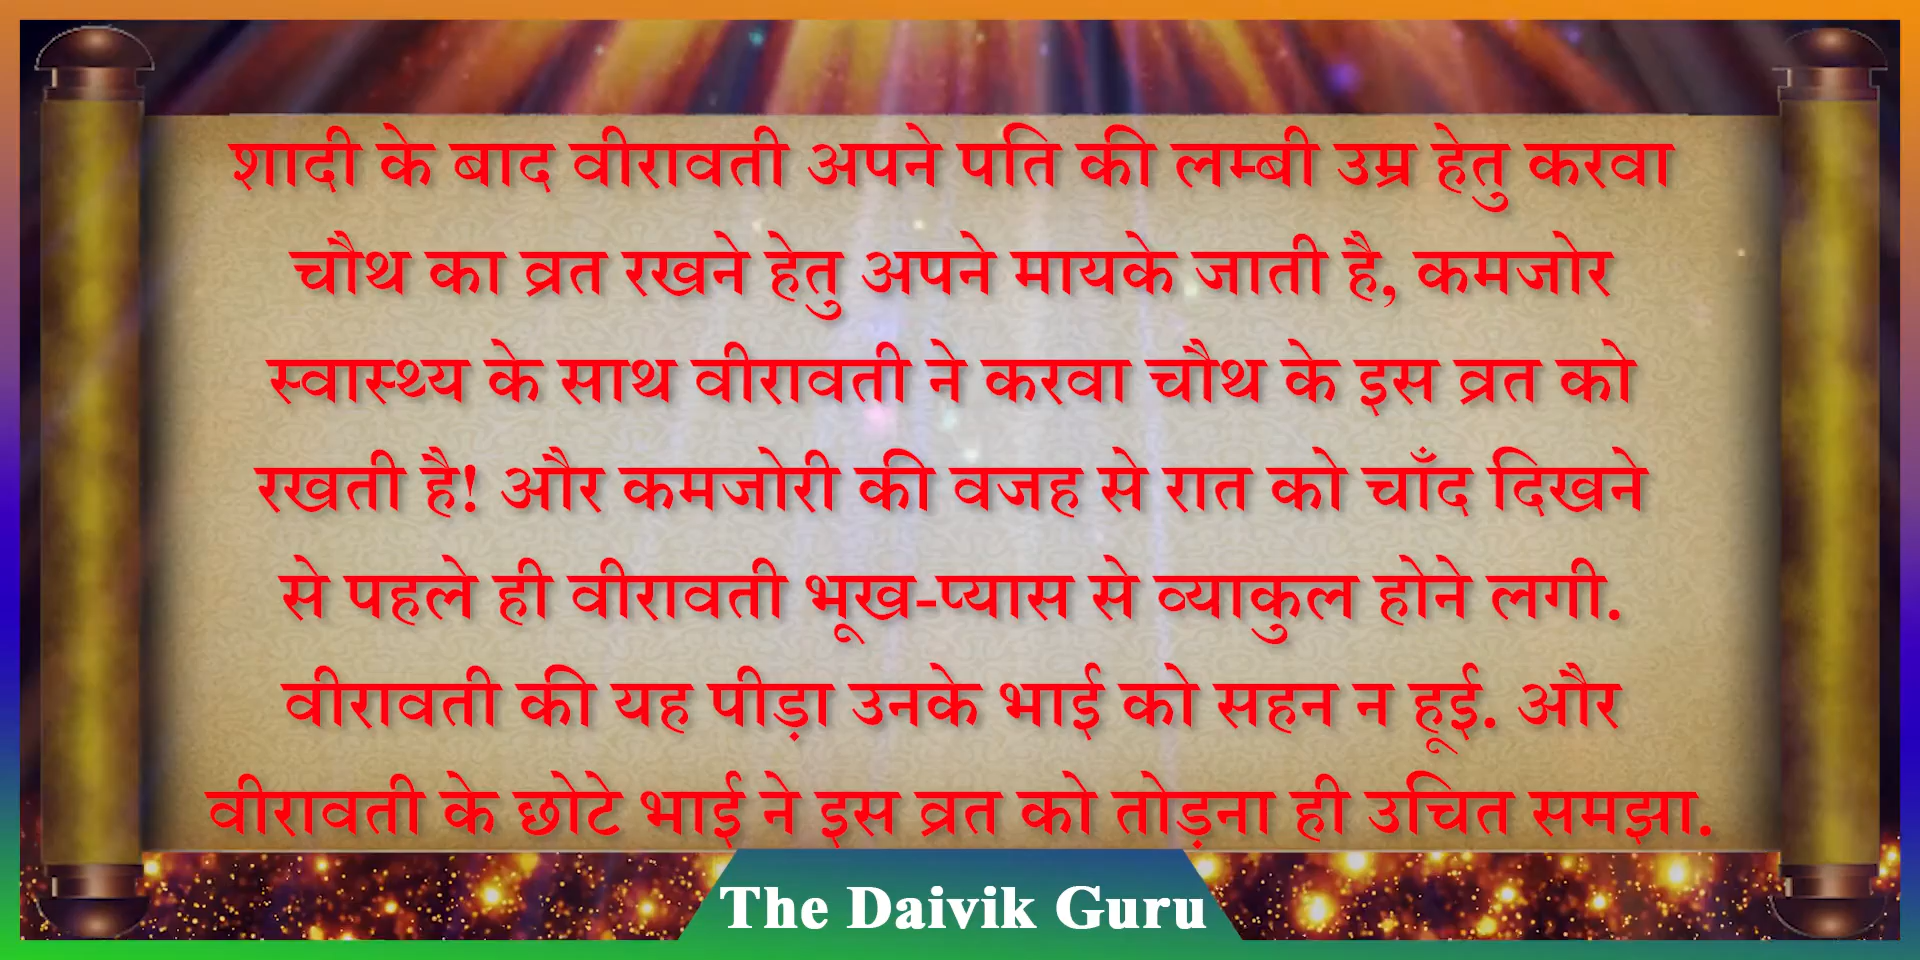 शादी के बाद वीरावती अपने पति की लम्बी उम्र हेतु करवा
चौथ का व्रत रखने हेतु अपने मायके जाती है, कमजोर
स्वास्थ्य के साथ वीरावती ने करवा चौथ के इस व्रत को
रखती है! और कमजोरी की वजह से रात को चाँद दिखने
से पहले ही वीरावती भूख-प्यास से व्याकुल होने लगी.
वीरावती की यह पीड़ा उनके भाई को सहन न हूई. और
वीरावती के छोटे भाई ने इस व्रत को तोड़ना ही उचित समझा.
The Daivik Guru